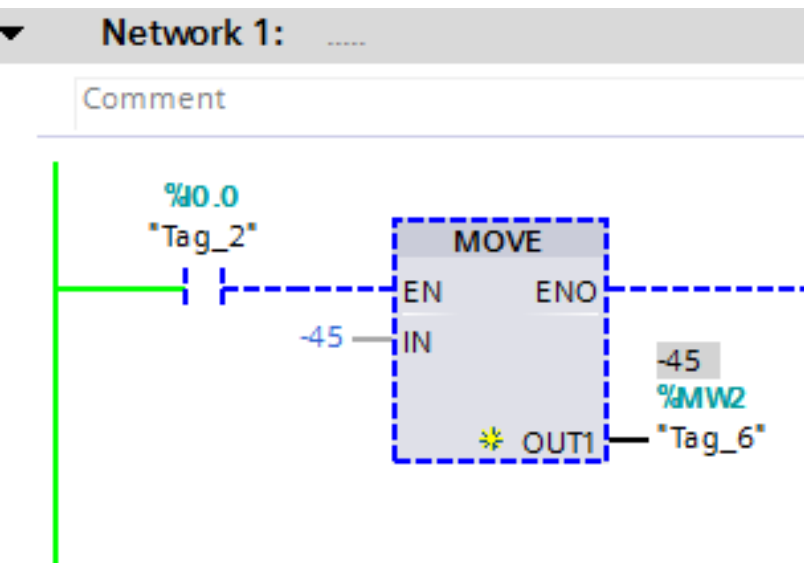 Network 1: .....
Comment
%I0.0
"Tag_2"
MOVE
EN ENO
-45 IN
-45
%MW2
OUT1 "Tag_6"